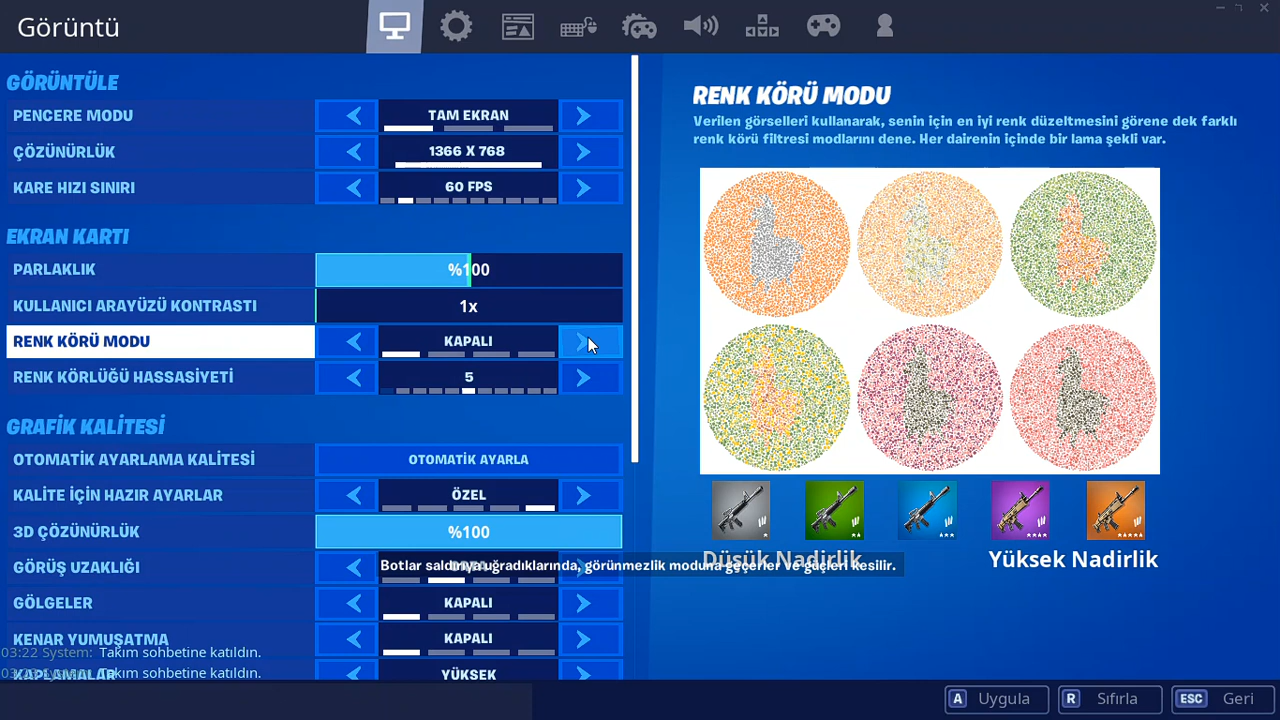 Görüntü
GÖRÜNTÜLE
PENCERE MODU
TAM EKRAN
ÇÖZÜNÜRLÜK
1366 X 768
KARE HIZI SINIRI
60 FPS
EKRAN KARTI
PARLAKLIK
%100
KULLANICI ARAYÜZÜ KONTRASTI
1x
RENK KÖRÜ MODU
KAPALI
RENK KÖRLÜĞÜ HASSASİYETİ
5
GRAFİK KALİTESİ
OTOMATİK AYARLAMA KALİTESİ
OTOMATİK AYARLA
KALİTE İÇİN HAZIR AYARLAR
ÖZEL
3D ÇÖZÜNÜRLÜK
%100
GÖRÜŞ UZAKLIĞI
GÖLGELER
KAPALI
KENAR YUMUŞATMA
KAPALI
KAPLAMALAR
YÜKSEK
03:22 System: Takım sohbetine katıldın.
System: Takım sohbetine katıldın.
RENK KÖRÜ MODU
Verilen görselleri kullanarak, senin için en iyi renk düzeltmesini görene dek farklı
renk körü filtresi modlarını dene. Her dairenin içinde bir lama şekli var.
Düşük Nadirlik
Yüksek Nadirlik
Botlar saldırıya uğradıklarında, görünmezlik moduna geçerler ve güçleri kesilir.
A Uygula
R Sıfırla
ESC Geri